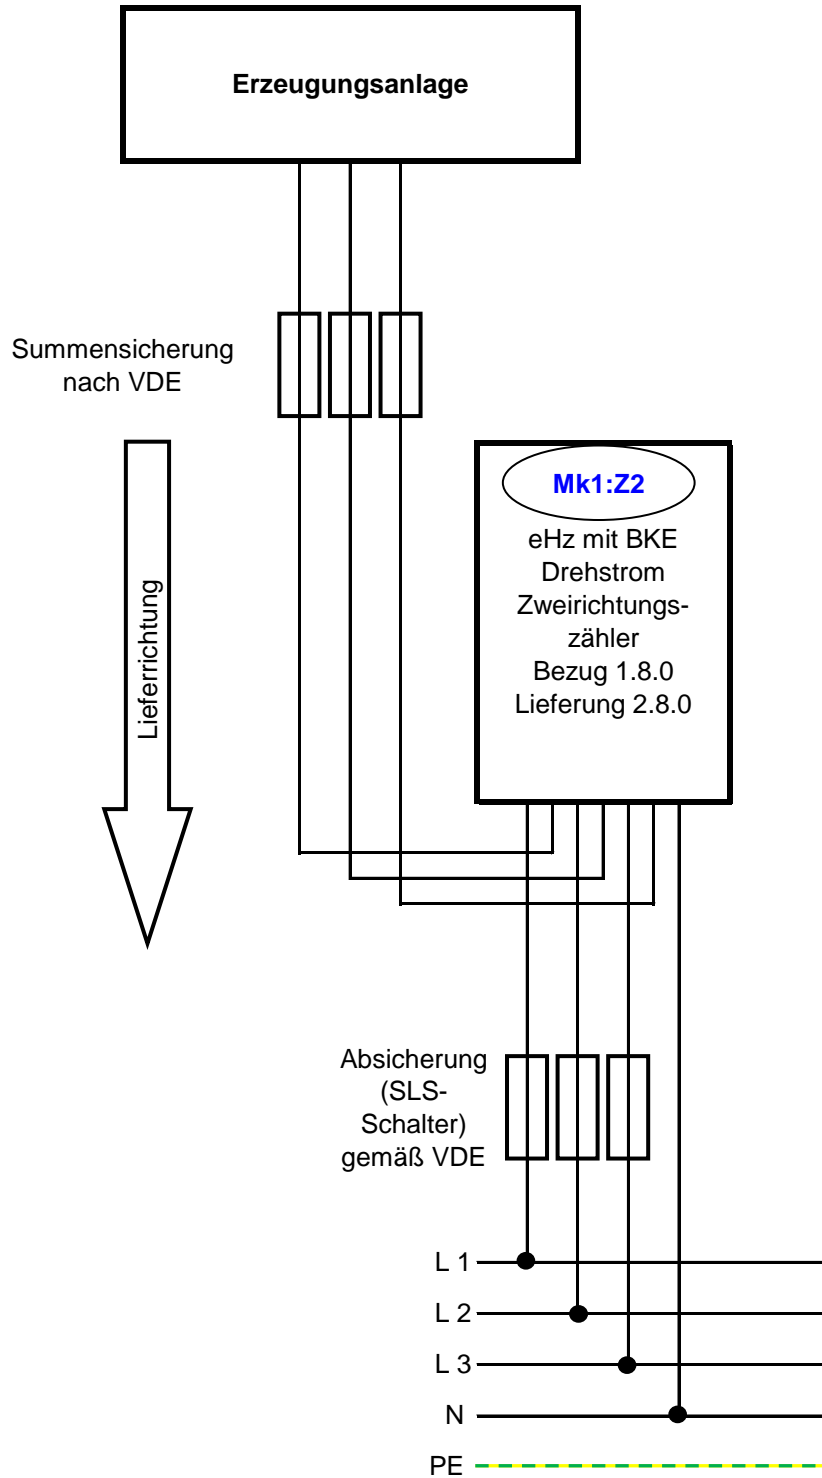 Erzeugungsanlage
Summensicherung
nach VDE
Mk1:Z2
eHz mit BKE
Drehstrom
Zweirichtungs-
zähler
Bezug 1.8.0
Lieferung 2.8.0
Lieferrichtung
Absicherung
(SLS-
Schalter)
gemäß VDE
L 1
L 2
L 3
N
PE